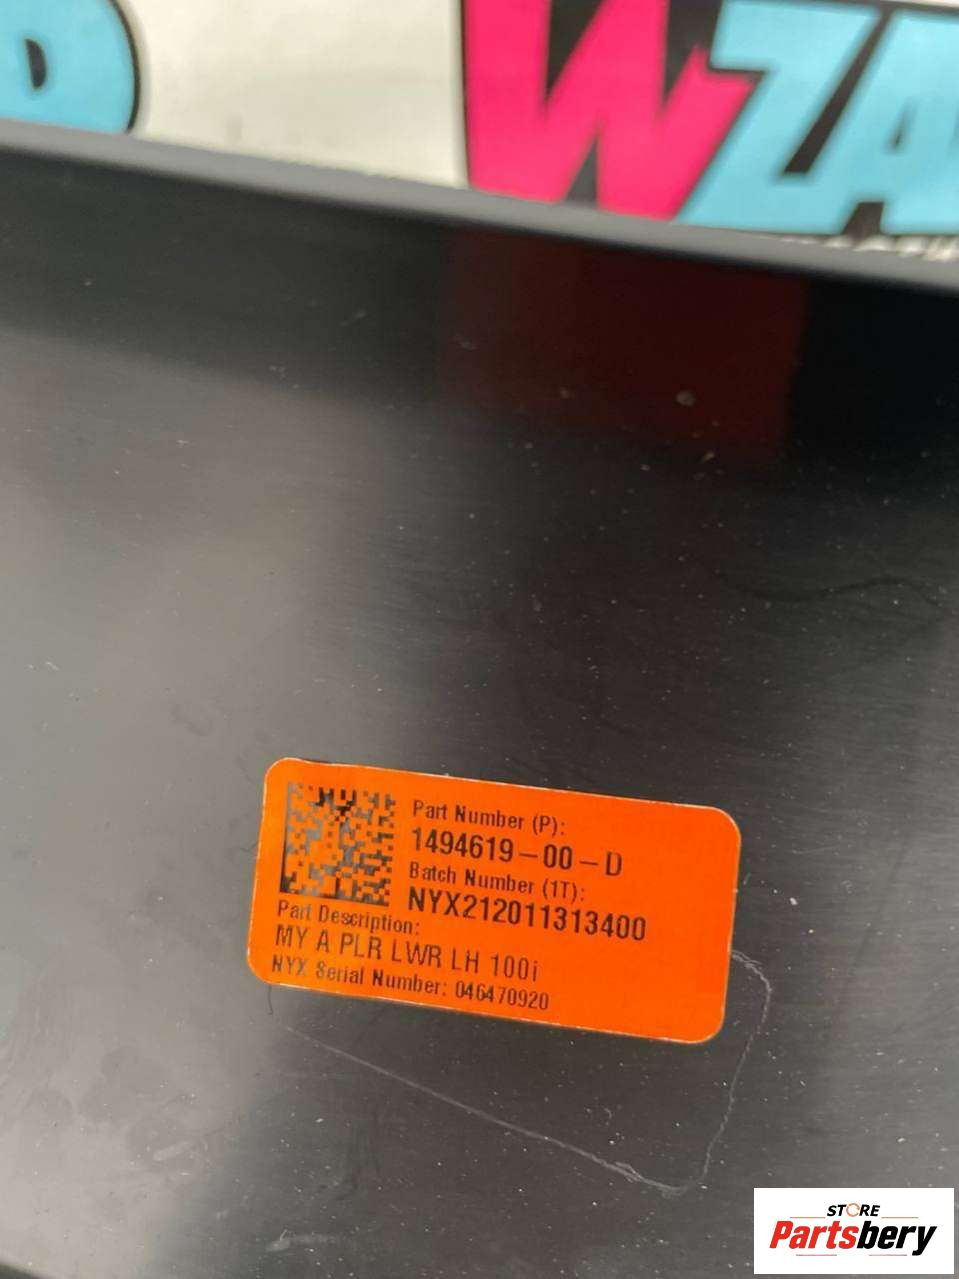 D
WZA
Part Number (P):
1494619-00-D
Batch Number (1T):
NYX212011313400
Part Description:
MY A PLR LWR LH 100i
NYX Serial Number: 046470920
STORE
Partsbery